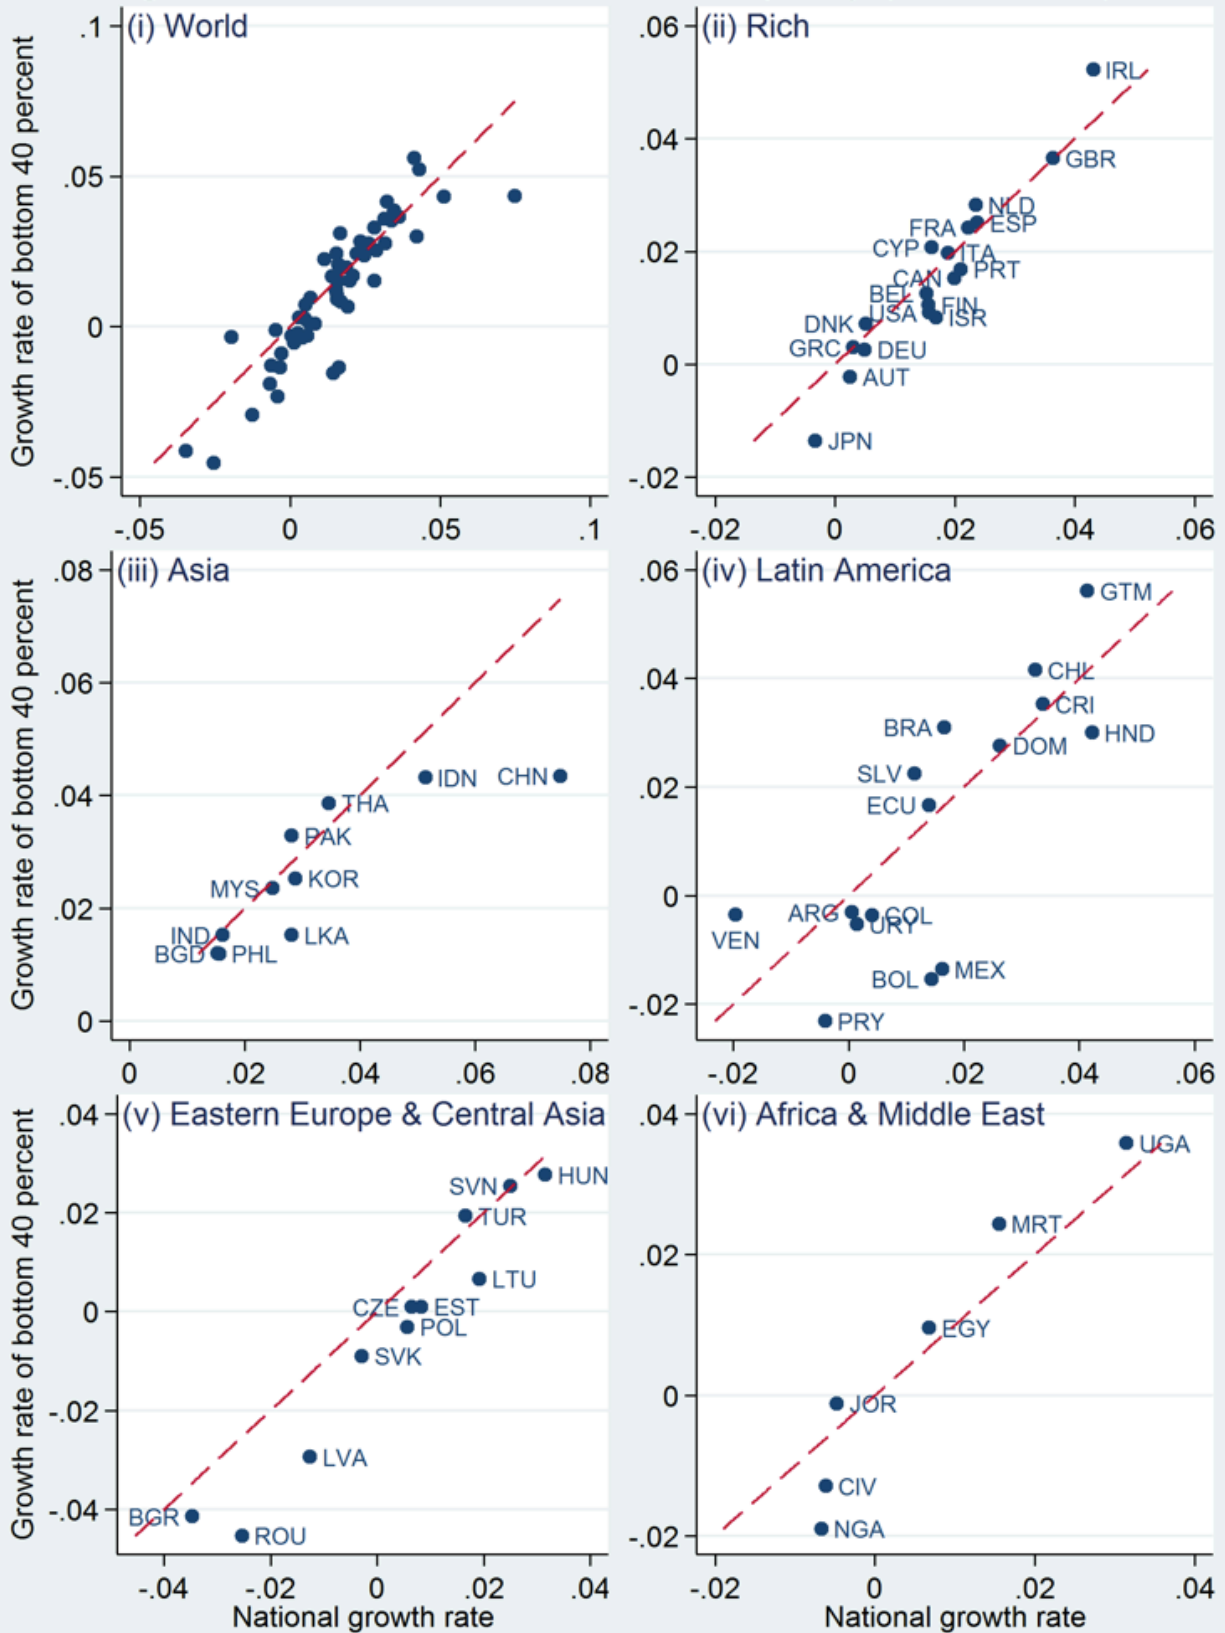 (i) World
Growth rate of bottom 40 percent
.1
.05
0
-.05
-.05 0 .05 .1
(ii) Rich
.06
.04
.02
0
-.02
IRL
GBR
NLD
ESP
FRA
CYP
ITA
PRT
CAN
BEL
FIN
USA
ISR
DNK
GRC
DEU
AUT
JPN
-.02 0 .02 .04 .06
(iii) Asia
Growth rate of bottom 40 percent
.08
.06
.04
.02
0
IDN
CHN
THA
PAK
KOR
MYS
IND
LKA
BGD
PHL
0 .02 .04 .06 .08
(iv) Latin America
.06
.04
.02
0
-.02
GTM
CHL
CRI
BRA
HND
DOM
SLV
ECU
ARG
COL
URY
VEN
MEX
BOL
PRY
-.02 0 .02 .04 .06
(v) Eastern Europe & Central Asia
Growth rate of bottom 40 percent
.04
.02
0
-.02
-.04
HUN
SVN
TUR
LTU
CZE
EST
POL
SVK
LVA
BGR
ROU
-.04 -.02 0 .02 .04
National growth rate
(vi) Africa & Middle East
.04
.02
0
-.02
UGA
MRT
EGY
JOR
CIV
NGA
-.02 0 .02 .04
National growth rate